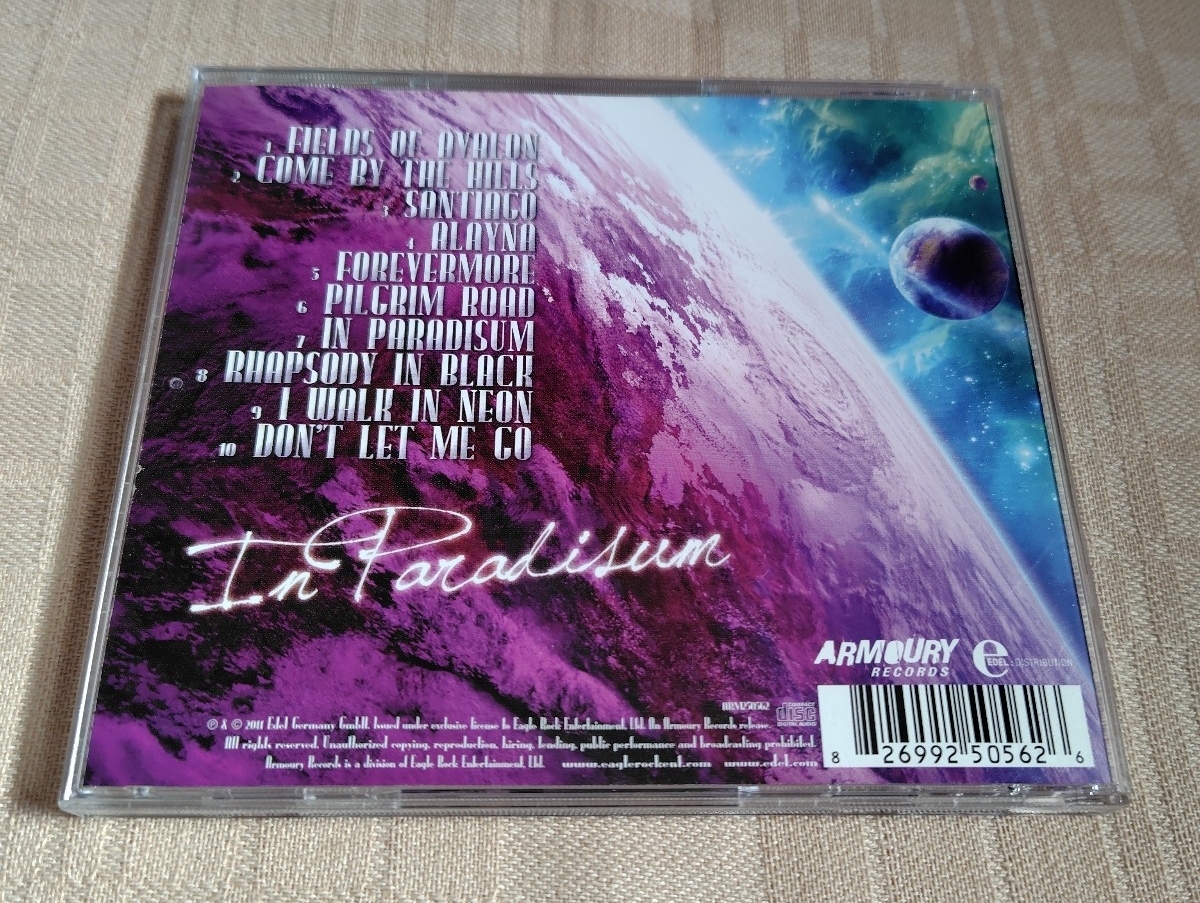 1 FIELDS OF AVALON
2 COME BY THE HILLS
3 SANTIAGO
4 ALAYNA
5 FOREVERMORE
6 PILGRIM ROAD
7 IN PARADISUM
8 RHAPSODY IN BLACK
9 I WALK IN NEON
10 DON'T LET ME GO
In Paradisum
ARMOURY
RECORDS
e
EDEL : DISTRIBUTION
ARM250562
COMPACT
disc
DIGITAL AUDIO
℗ & © 2011 Edel Germany GmbH. Issued under exclusive license to Eagle Rock Entertainment, Ltd. An Armoury Records release.
All rights reserved. Unauthorized copying, reproduction, hiring, lending, public performance and broadcasting prohibited.
Armoury Records is a division of Eagle Rock Entertainment, Ltd. www.eaglerockent.com www.edel.com
8 26992 50562 6